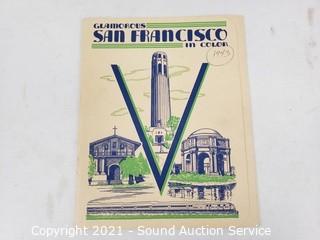 GLAMOROUS
SAN FRANCISCO
IN COLOR
1943
V
Copyright 2021 - Sound Auction Service